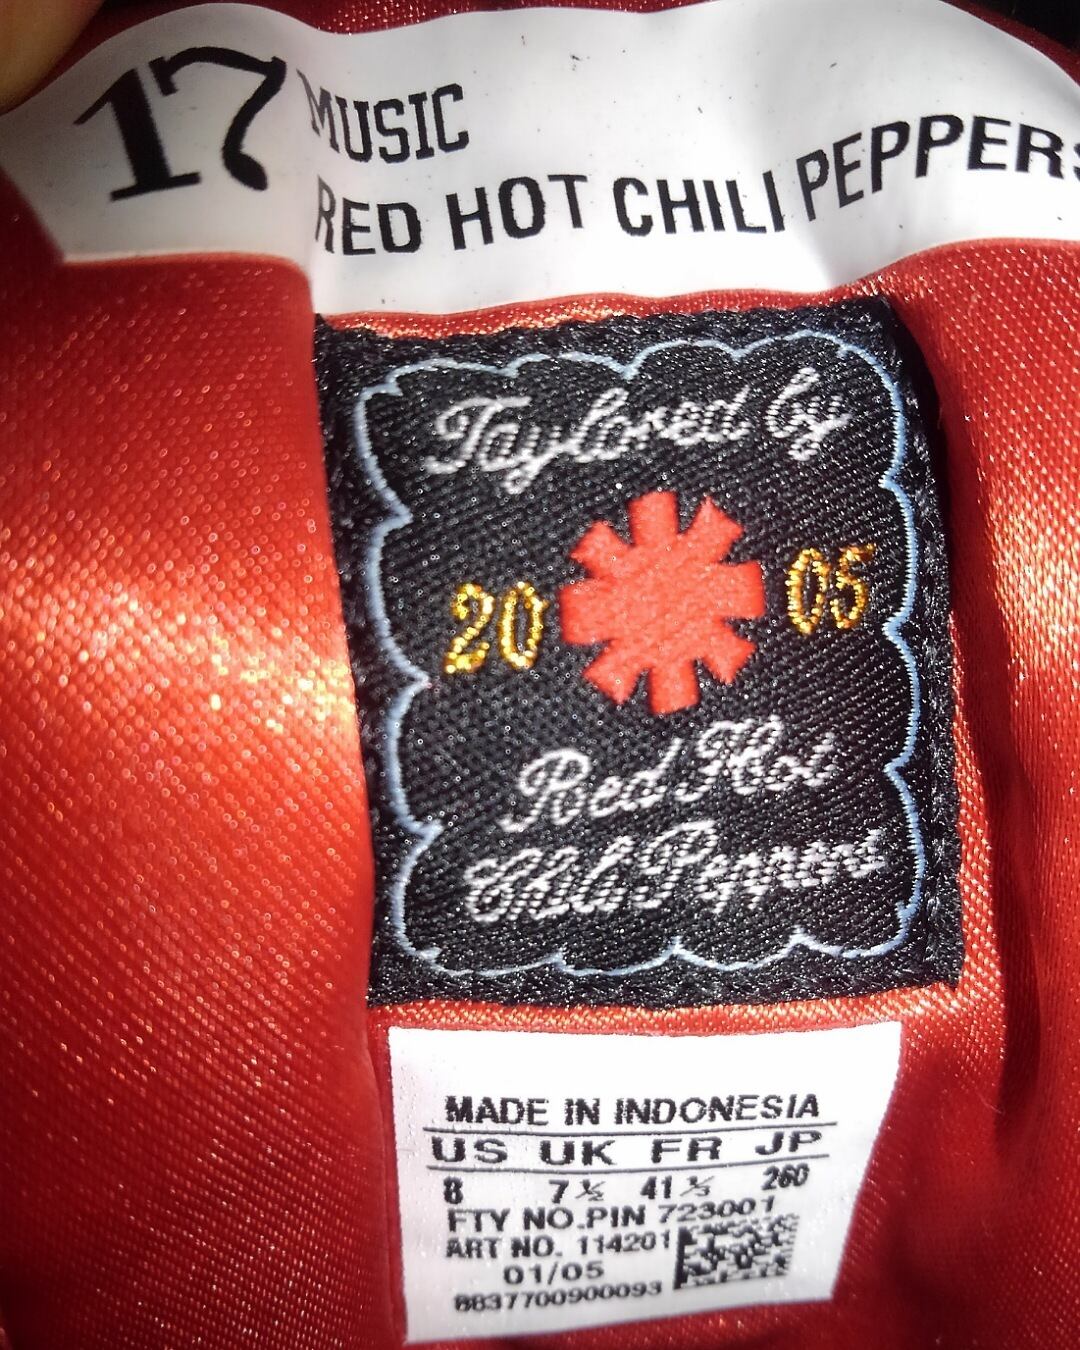 17 MUSIC
RED HOT CHILI PEPPERS
Taylored by
20 05
Red Hot
Chili Peppers
MADE IN INDONESIA
US UK FR JP
8 7½ 41⅓ 260
FTY NO.PIN 723001
ART NO. 114201
01/05
8837700900093